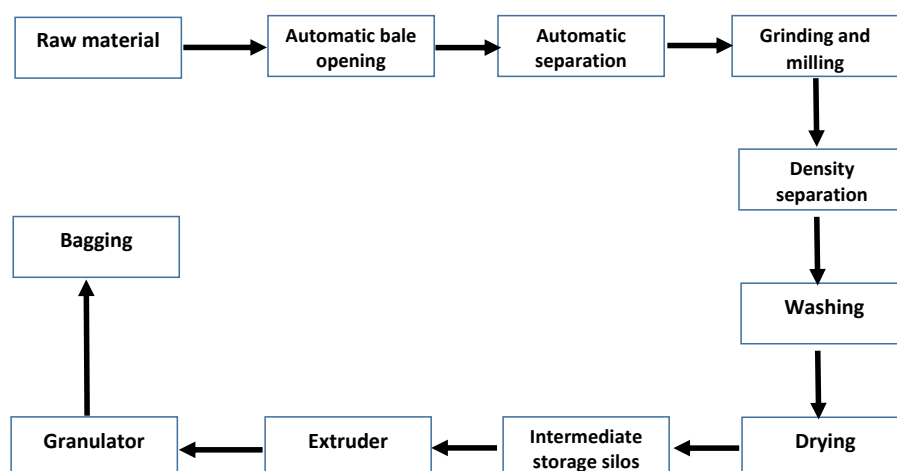 Raw material
Automatic bale
opening
Automatic
separation
Grinding and
milling
Density
separation
Washing
Drying
Intermediate
storage silos
Extruder
Granulator
Bagging